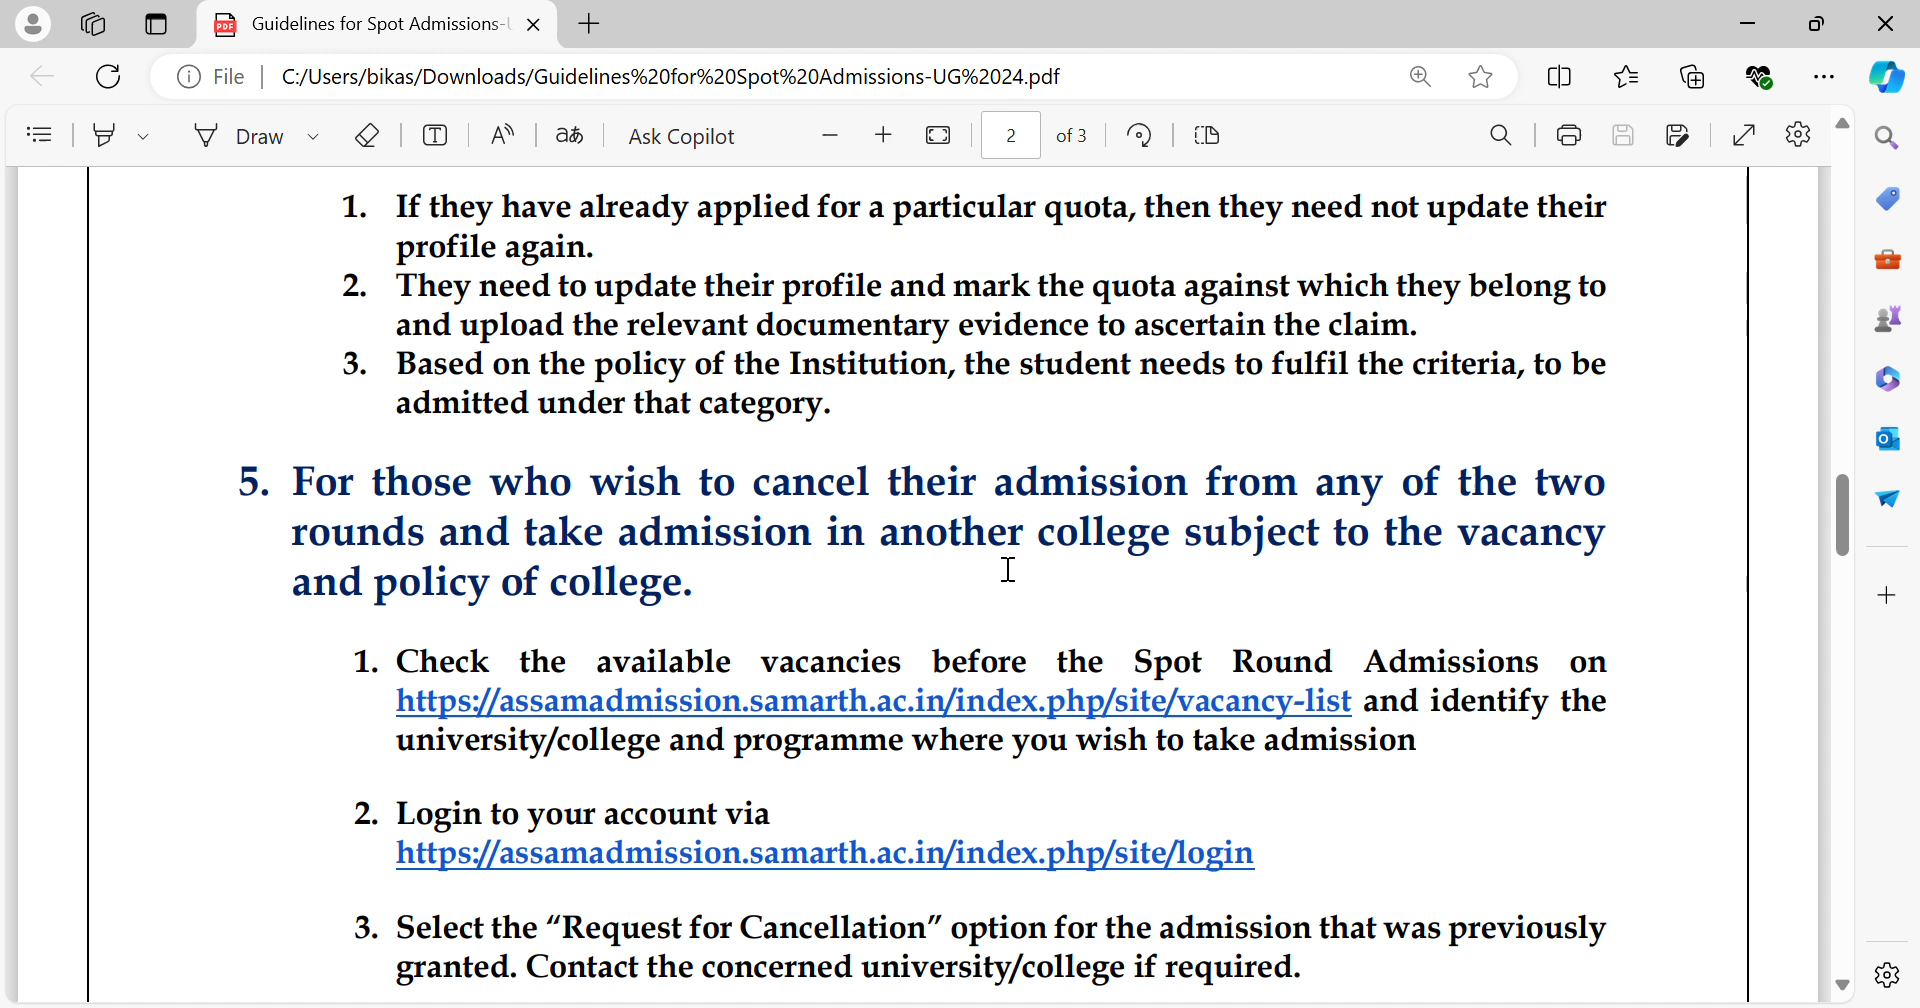 Guidelines for Spot Admissions-
File
C:/Users/bikas/Downloads/Guidelines%20for%20Spot%20Admissions-UG%2024.pdf
Draw
Ask Copilot
2
of 3
1. If they have already applied for a particular quota, then they need not update their
profile again.
2. They need to update their profile and mark the quota against which they belong to
and upload the relevant documentary evidence to ascertain the claim.
3. Based on the policy of the Institution, the student needs to fulfil the criteria, to be
admitted under that category.
5. For those who wish to cancel their admission from any of the two
rounds and take admission in another college subject to the vacancy
and policy of college.
1. Check the available vacancies before the Spot Round Admissions on
https://assamadmission.samarth.ac.in/index.php/site/vacancy-list and identify the
university/college and programme where you wish to take admission
2. Login to your account via
https://assamadmission.samarth.ac.in/index.php/site/login
3. Select the “Request for Cancellation” option for the admission that was previously
granted. Contact the concerned university/college if required.